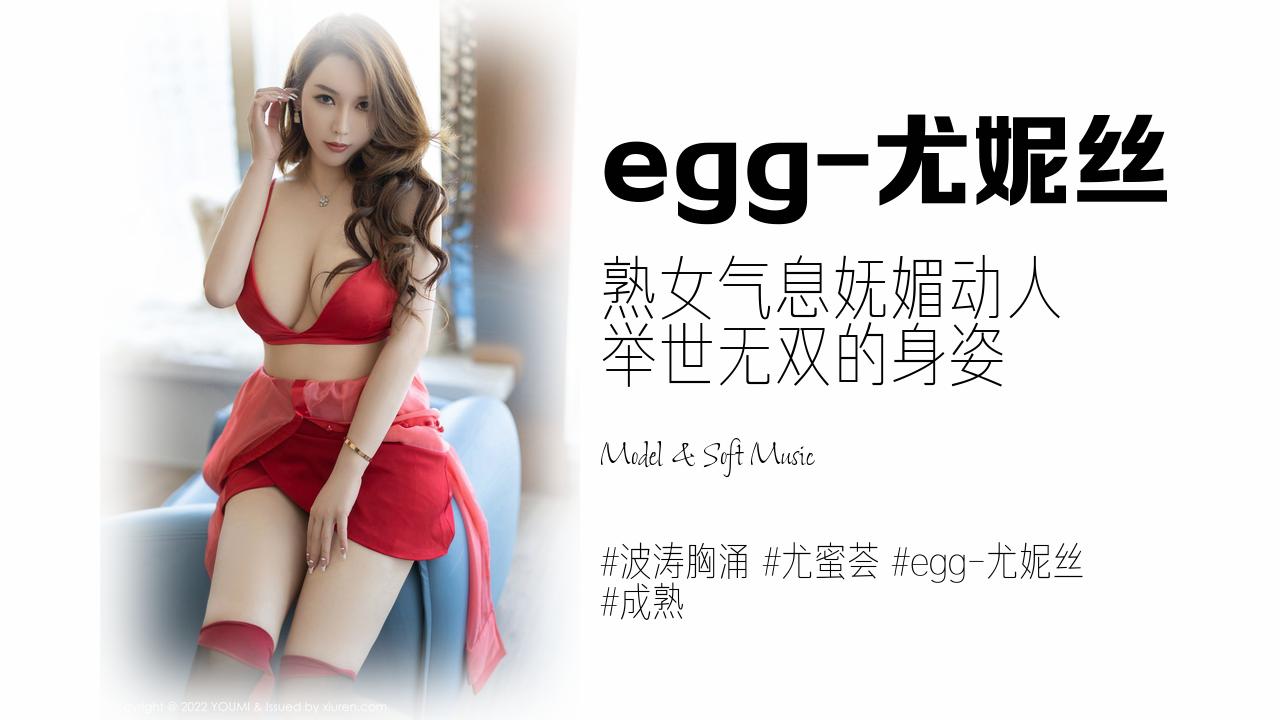 egg-尤妮丝
熟女气息妩媚动人
举世无双的身姿
Model & Soft Music
#波涛胸涌 #尤蜜荟 #egg-尤妮丝
#成熟
@ 2022 YOUMI & Issued by xiuren.com